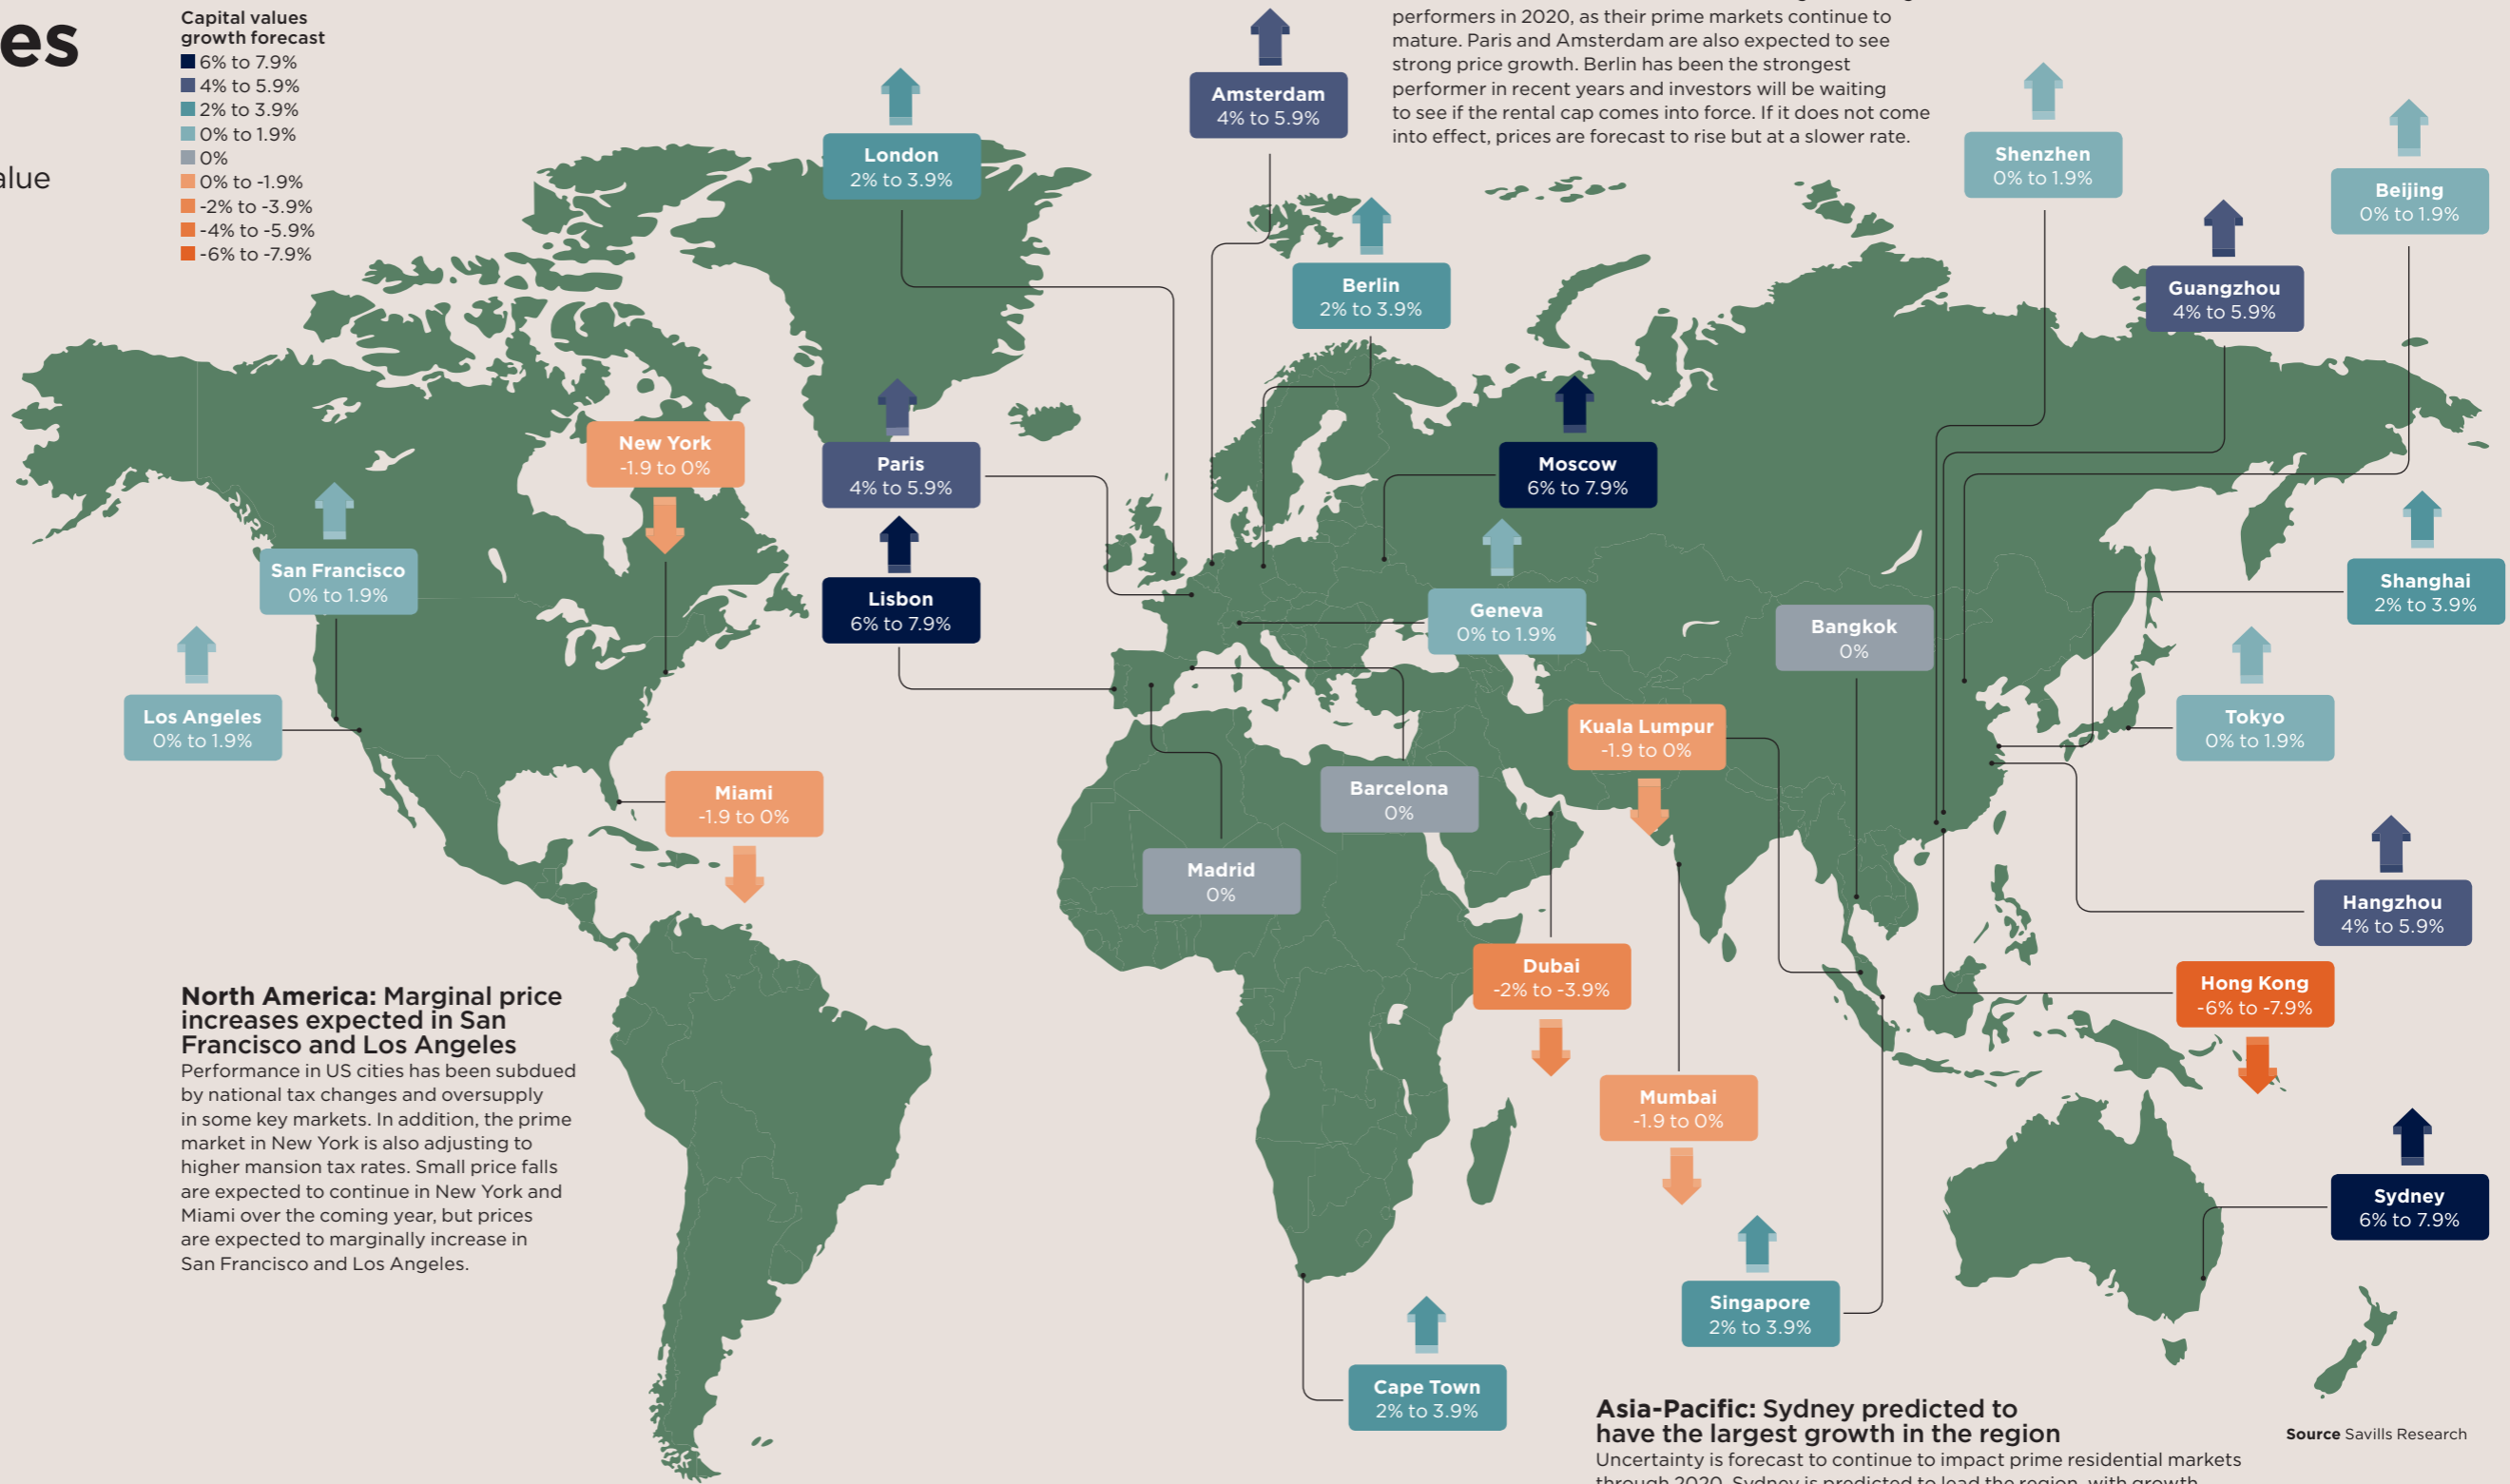 es
alue
Capital values
growth forecast
6% to 7.9%
4% to 5.9%
2% to 3.9%
0% to 1.9%
0%
0% to -1.9%
-2% to -3.9%
-4% to -5.9%
-6% to -7.9%
performers in 2020, as their prime markets continue to
mature. Paris and Amsterdam are also expected to see
strong price growth. Berlin has been the strongest
performer in recent years and investors will be waiting
to see if the rental cap comes into force. If it does not come
into effect, prices are forecast to rise but at a slower rate.
Amsterdam
4% to 5.9%
London
2% to 3.9%
Shenzhen
0% to 1.9%
Beijing
0% to 1.9%
Berlin
2% to 3.9%
Guangzhou
4% to 5.9%
New York
-1.9 to 0%
Paris
4% to 5.9%
Moscow
6% to 7.9%
San Francisco
0% to 1.9%
Lisbon
6% to 7.9%
Geneva
0% to 1.9%
Bangkok
0%
Shanghai
2% to 3.9%
Los Angeles
0% to 1.9%
Kuala Lumpur
-1.9 to 0%
Tokyo
0% to 1.9%
Miami
-1.9 to 0%
Barcelona
0%
Madrid
0%
Hangzhou
4% to 5.9%
Dubai
-2% to -3.9%
Hong Kong
-6% to -7.9%
Mumbai
-1.9 to 0%
Sydney
6% to 7.9%
Singapore
2% to 3.9%
Cape Town
2% to 3.9%
North America: Marginal price
increases expected in San
Francisco and Los Angeles
Performance in US cities has been subdued
by national tax changes and oversupply
in some key markets. In addition, the prime
market in New York is also adjusting to
higher mansion tax rates. Small price falls
are expected to continue in New York and
Miami over the coming year, but prices
are expected to marginally increase in
San Francisco and Los Angeles.
Asia-Pacific: Sydney predicted to
have the largest growth in the region
Uncertainty is forecast to continue to impact prime residential markets
through 2020. Sydney is predicted to lead the region, with growth
Source Savills Research